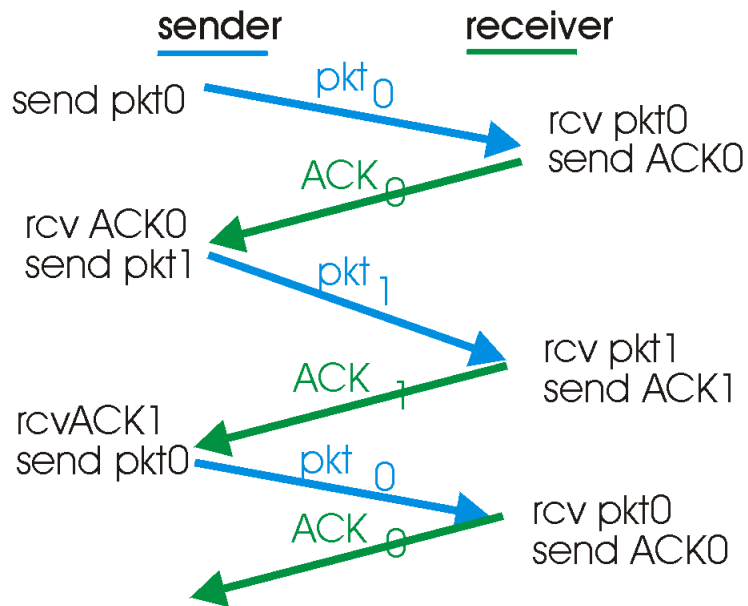 sender
receiver
send pkt0
pkt0
rcv pkt0
send ACK0
ACK0
rcv ACK0
send pkt1
pkt1
rcv pkt1
send ACK1
ACK1
rcvACK1
send pkt0
pkt0
rcv pkt0
send ACK0
ACK0